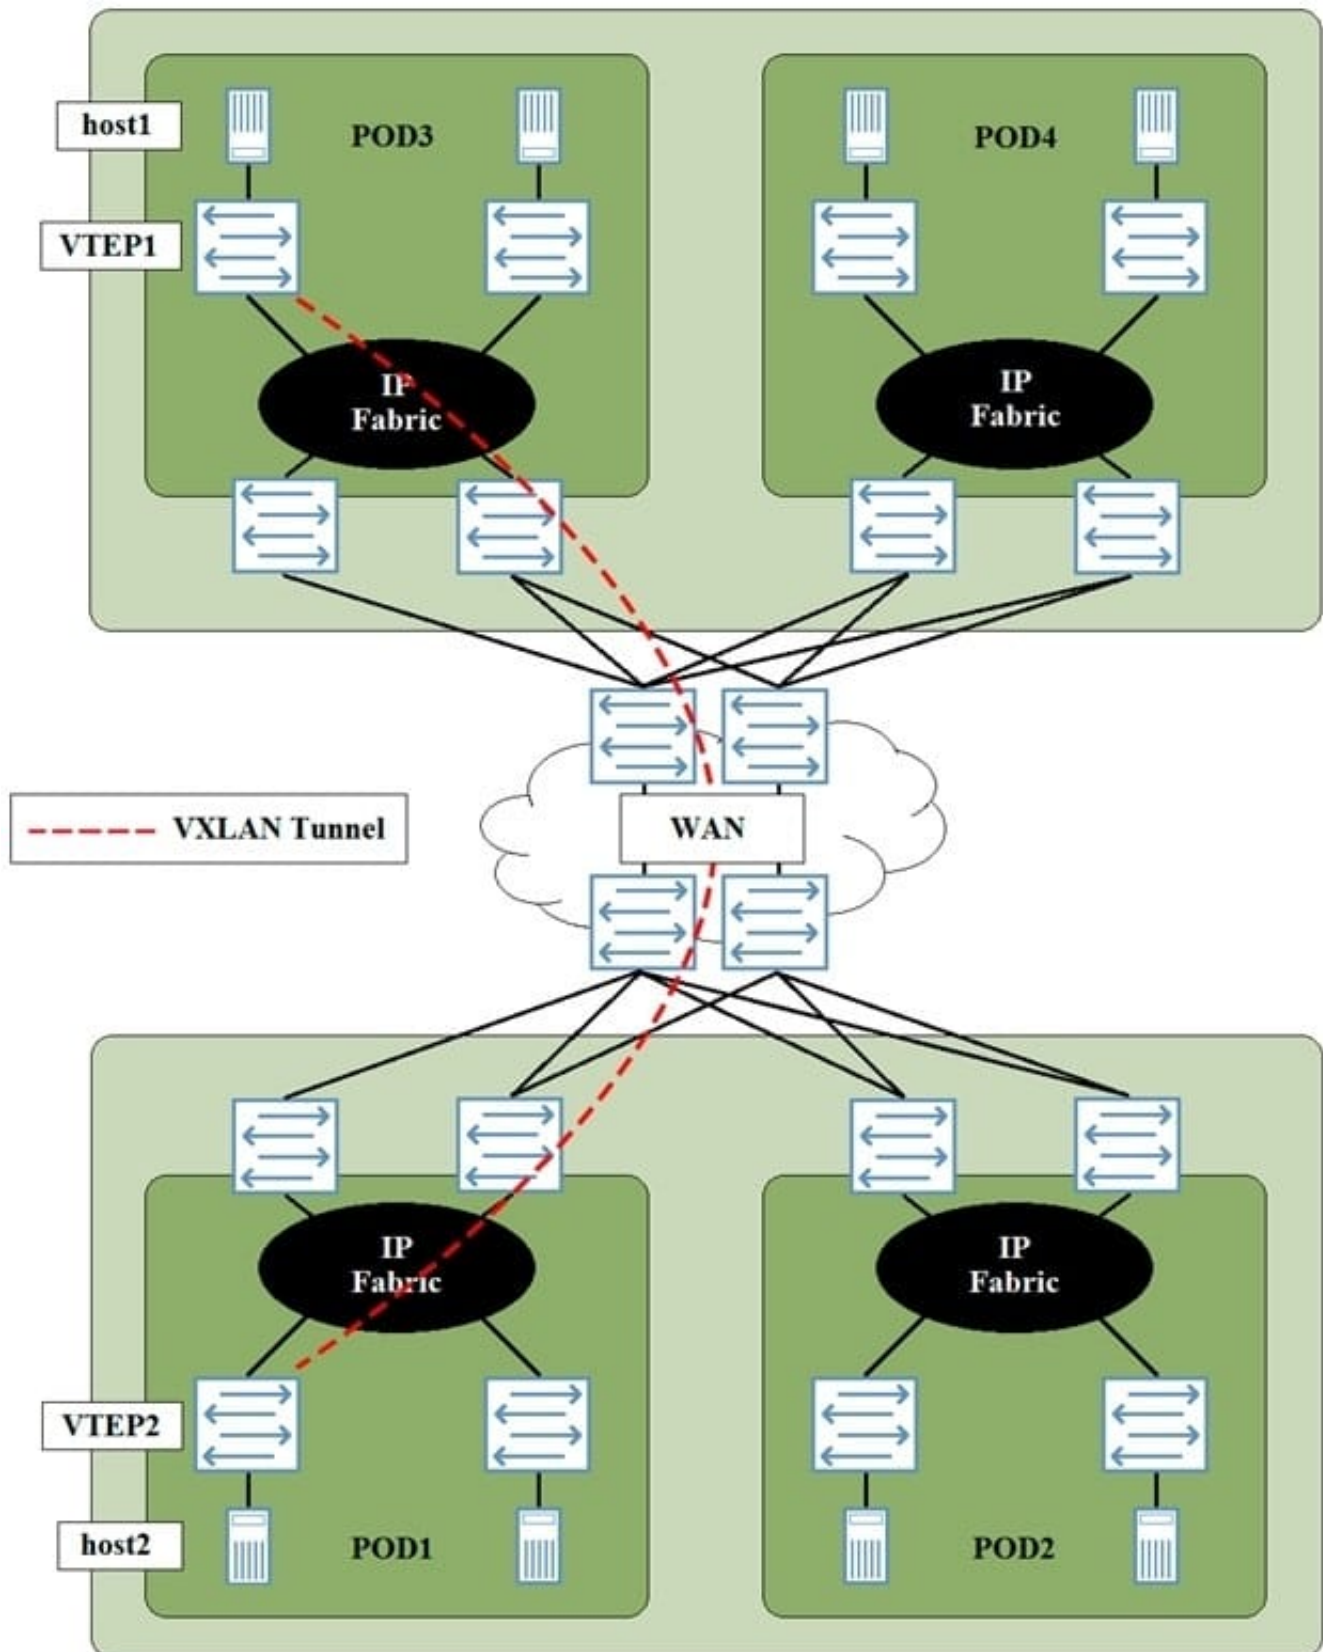 host1
POD3
POD4
VTEP1
IP
Fabric
IP
Fabric
VXLAN Tunnel
WAN
IP
Fabric
IP
Fabric
VTEP2
host2
POD1
POD2